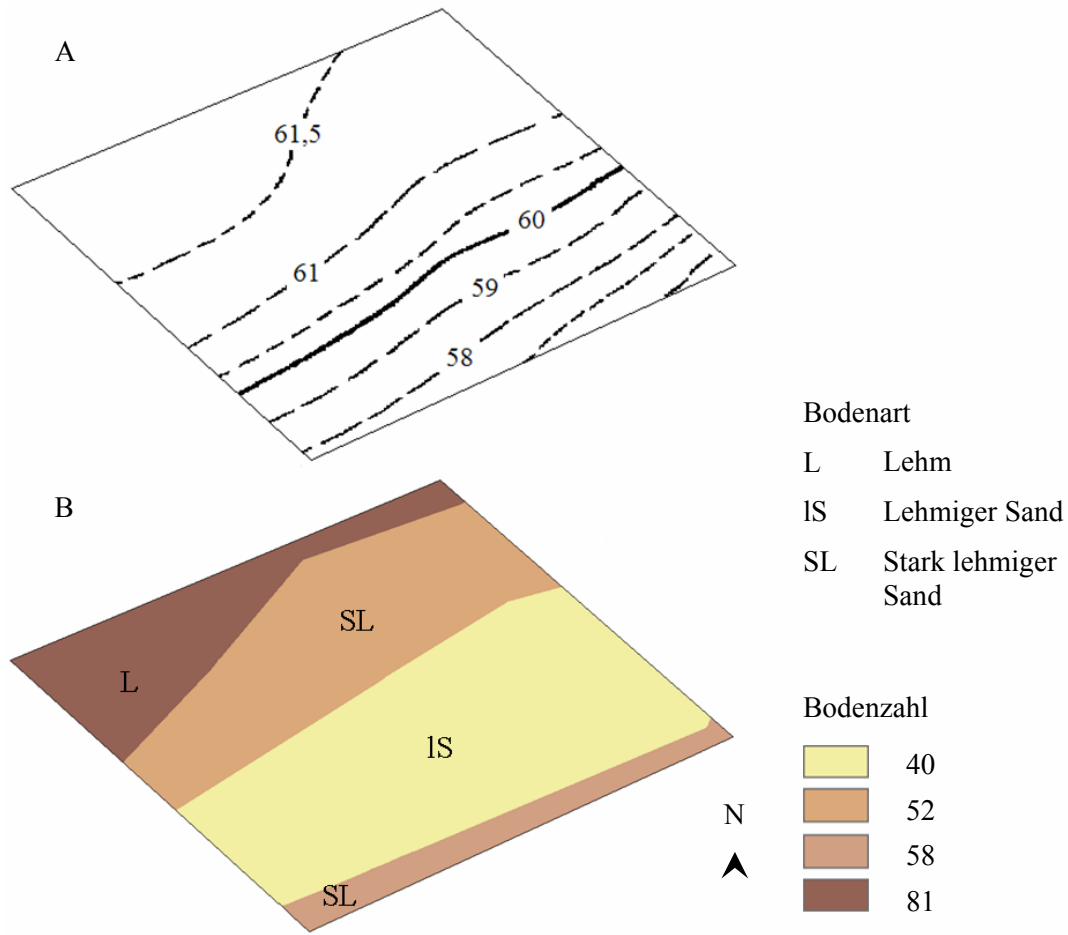 A
61,5
60
61
59
58
B
SL
L
lS
SL
N
Bodenart
L Lehm
lS Lehmiger Sand
SL Stark lehmiger
Sand
Bodenzahl
40
52
58
81